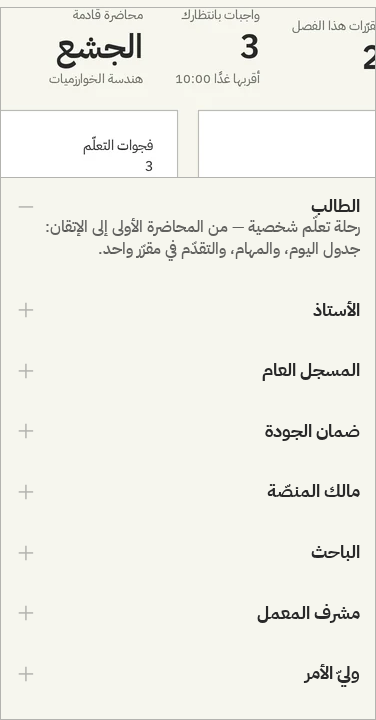 مقرّرات هذا الفصل
2
واجبات بانتظارك
3
أقربها غدًا 10:00
محاضرة قادمة
الجشع
هندسة الخوارزميات
فجوات التعلّم
3
الطالب
رحلة تعلّم شخصية — من المحاضرة الأولى إلى الإتقان:
جدول اليوم، والمهام، والتقدّم في مقرّر واحد.
الأستاذ
المسجل العام
ضمان الجودة
مالك المنصّة
الباحث
مشرف المعمل
وليّ الأمر